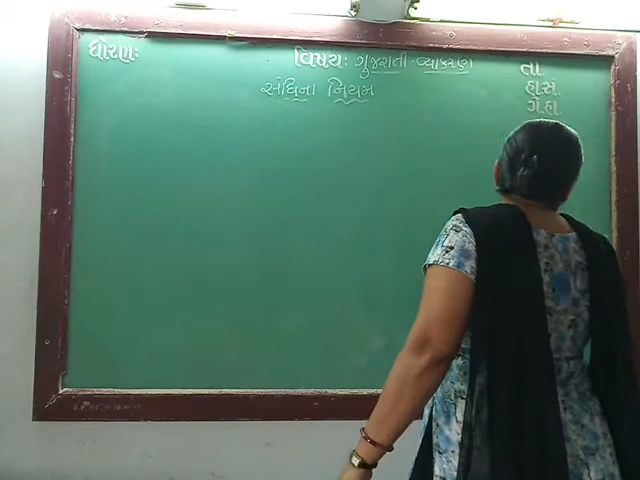 ધોરણ: વિષય: ગુજરાતી-વ્યાકરણ તા.
સંધિના નિયમ હા.સં.
ગે.હા.